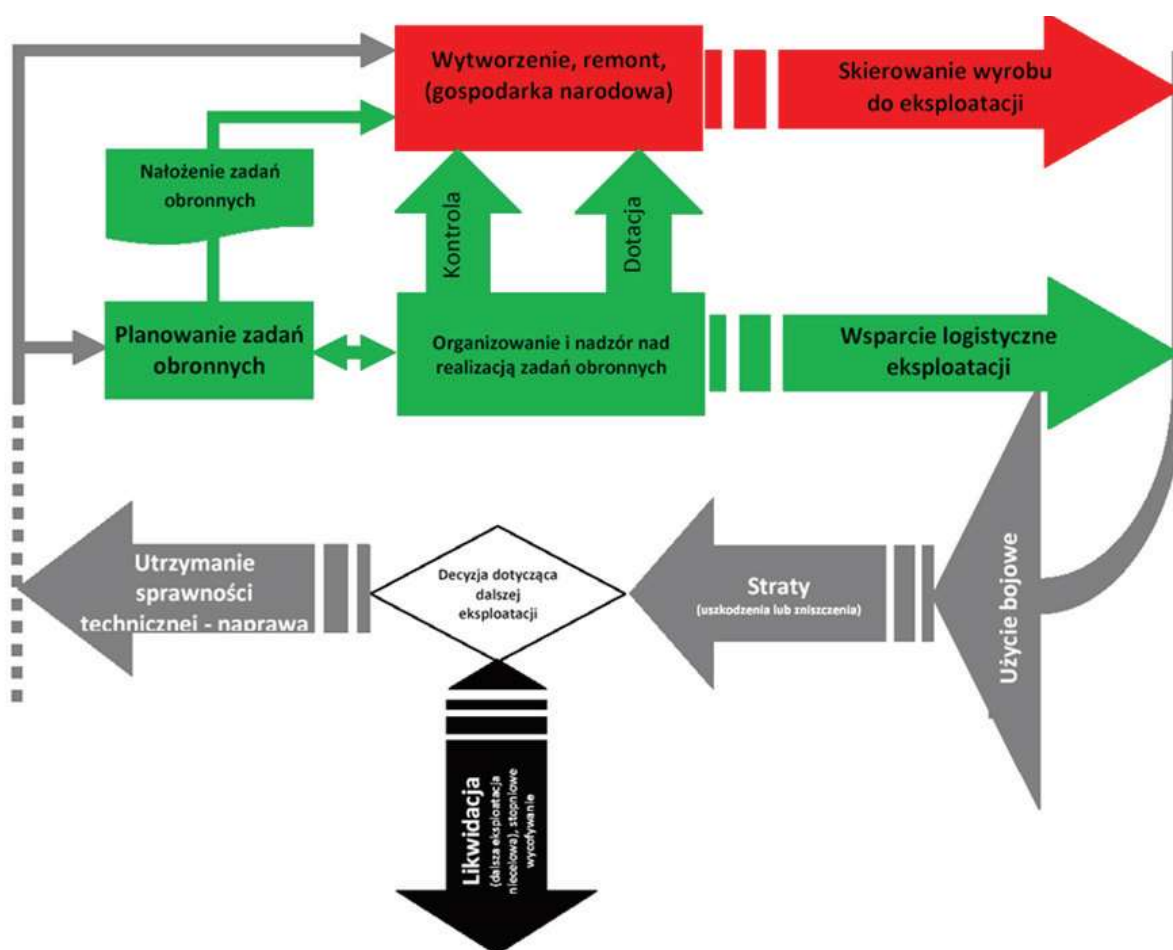 Wytworzenie, remont,
(gospodarka narodowa)
Skierowanie wyrobu
do eksploatacji
Nałożenie zadań
obronnych
Kontrola
Dotacja
Planowanie zadań
obronnych
Organizowanie i nadzór nad
realizacją zadań obronnych
Wsparcie logistyczne
eksploatacji
Utrzymanie
sprawności
technicznej - naprawa
Decyzja dotycząca
dalszej
eksploatacji
Straty
(uszkodzenia lub zniszczenia)
Użycie bojowe
Likwidacja
(dalsza eksploatacja
niecelowa), stopniowe
wycofywanie